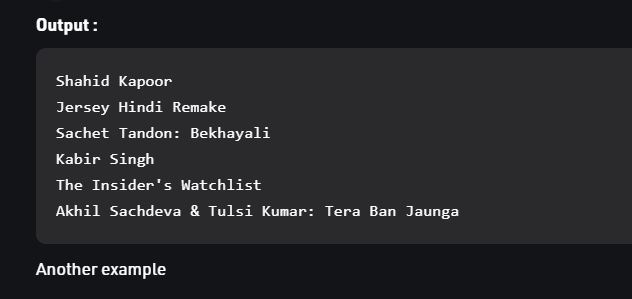 Output :
Shahid Kapoor
Jersey Hindi Remake
Sachet Tandon: Bekhayali
Kabir Singh
The Insider's Watchlist
Akhil Sachdeva & Tulsi Kumar: Tera Ban Jaunga
Another example